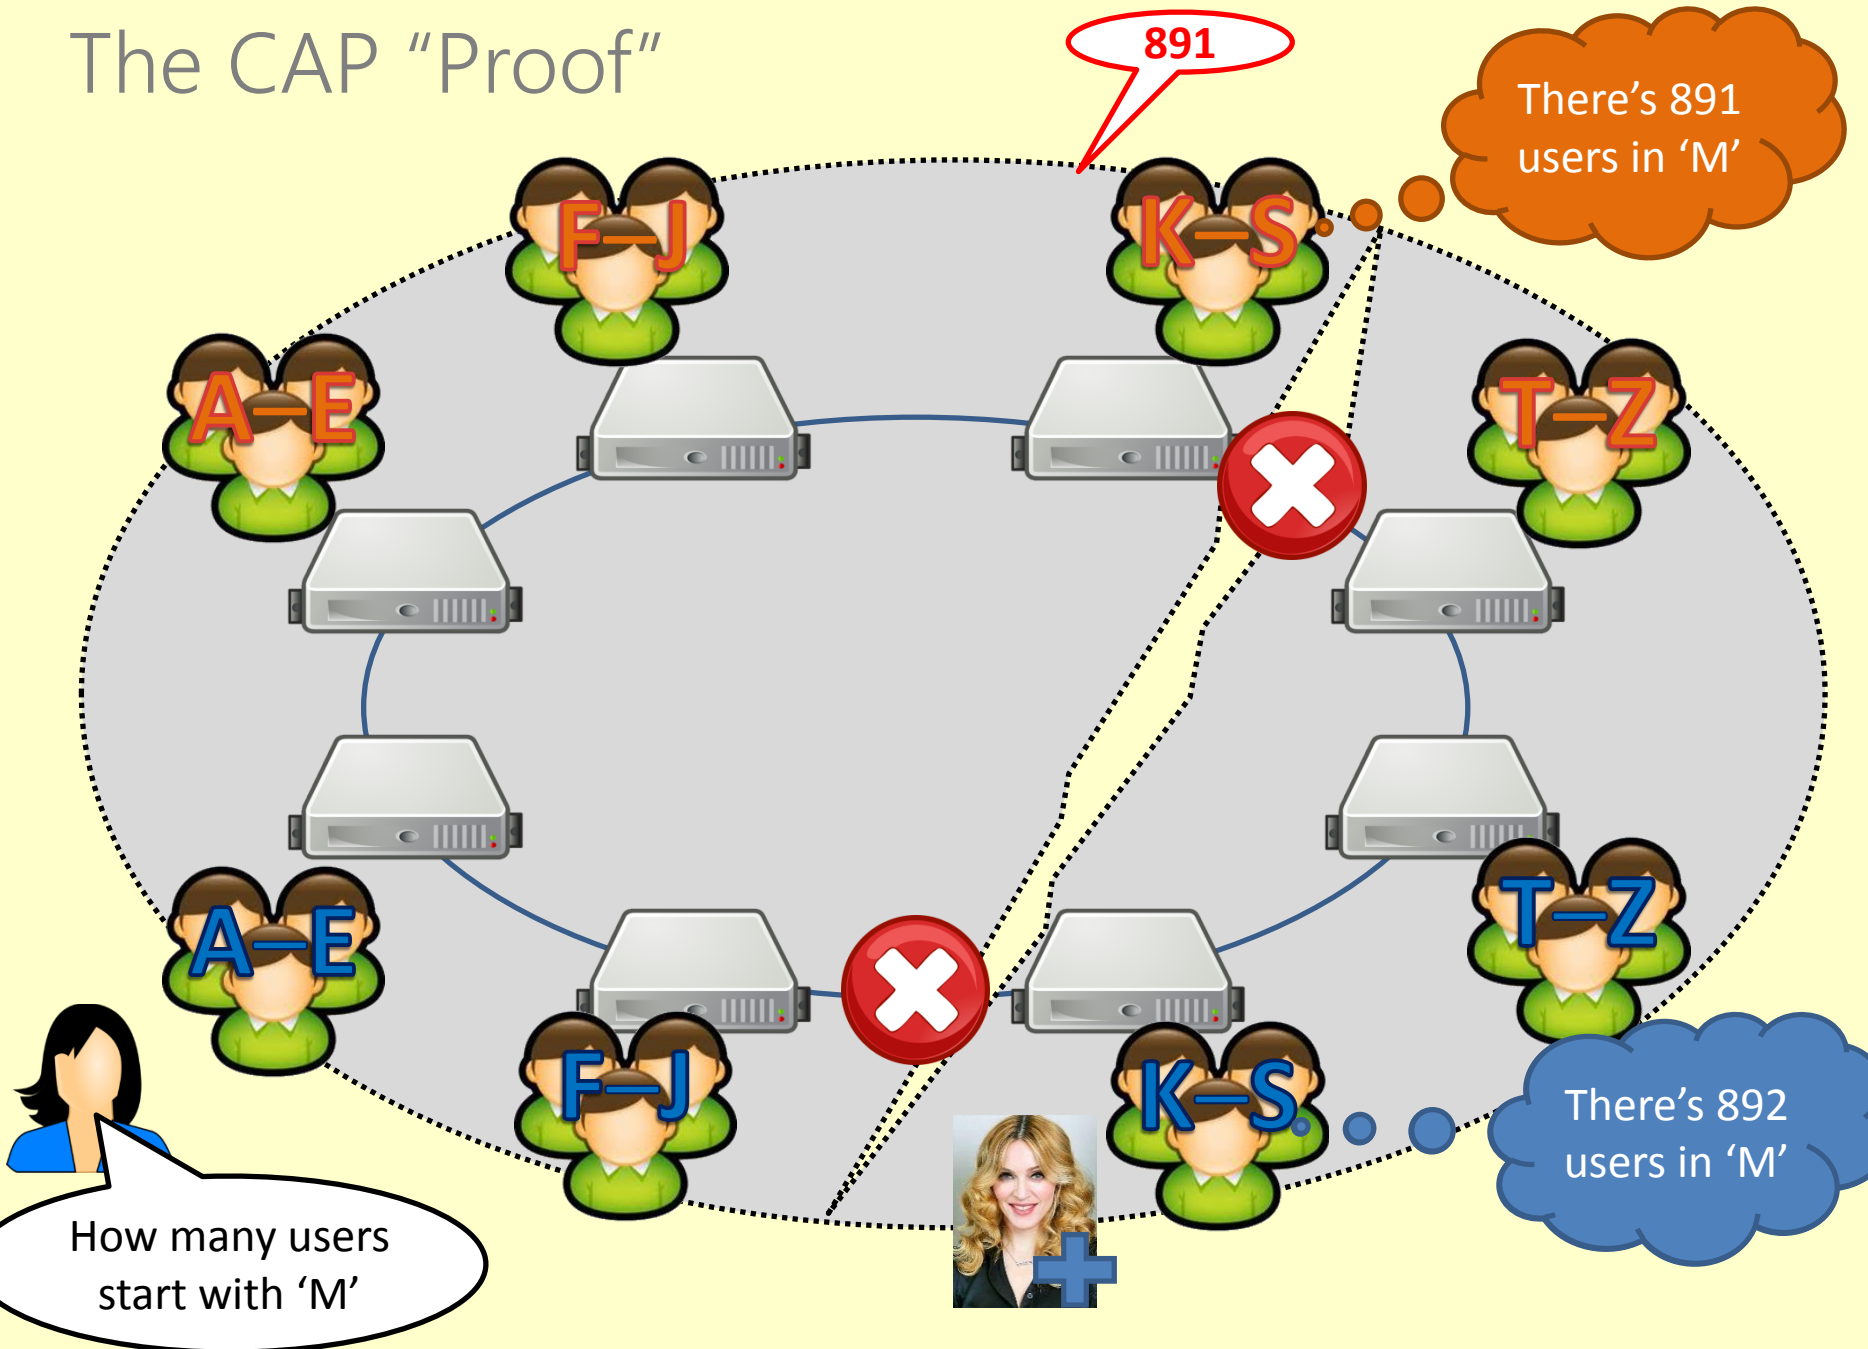 The CAP “Proof”
891
There’s 891
users in ‘M’
F–J
K–S
A–E
T–Z
A–E
T–Z
F–J
K–S
There’s 892
users in ‘M’
How many users
start with ‘M’